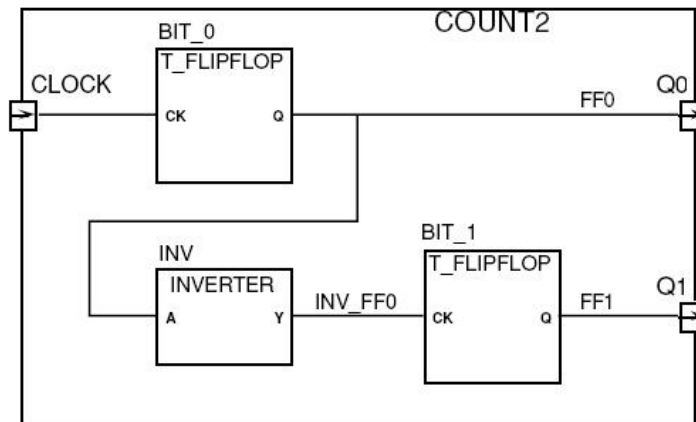 COUNT2
BIT_0
T_FLIPFLOP
CLOCK
CK
Q
FF0
Q0
INV
INVERTER
A
Y
INV_FF0
BIT_1
T_FLIPFLOP
CK
Q
FF1
Q1